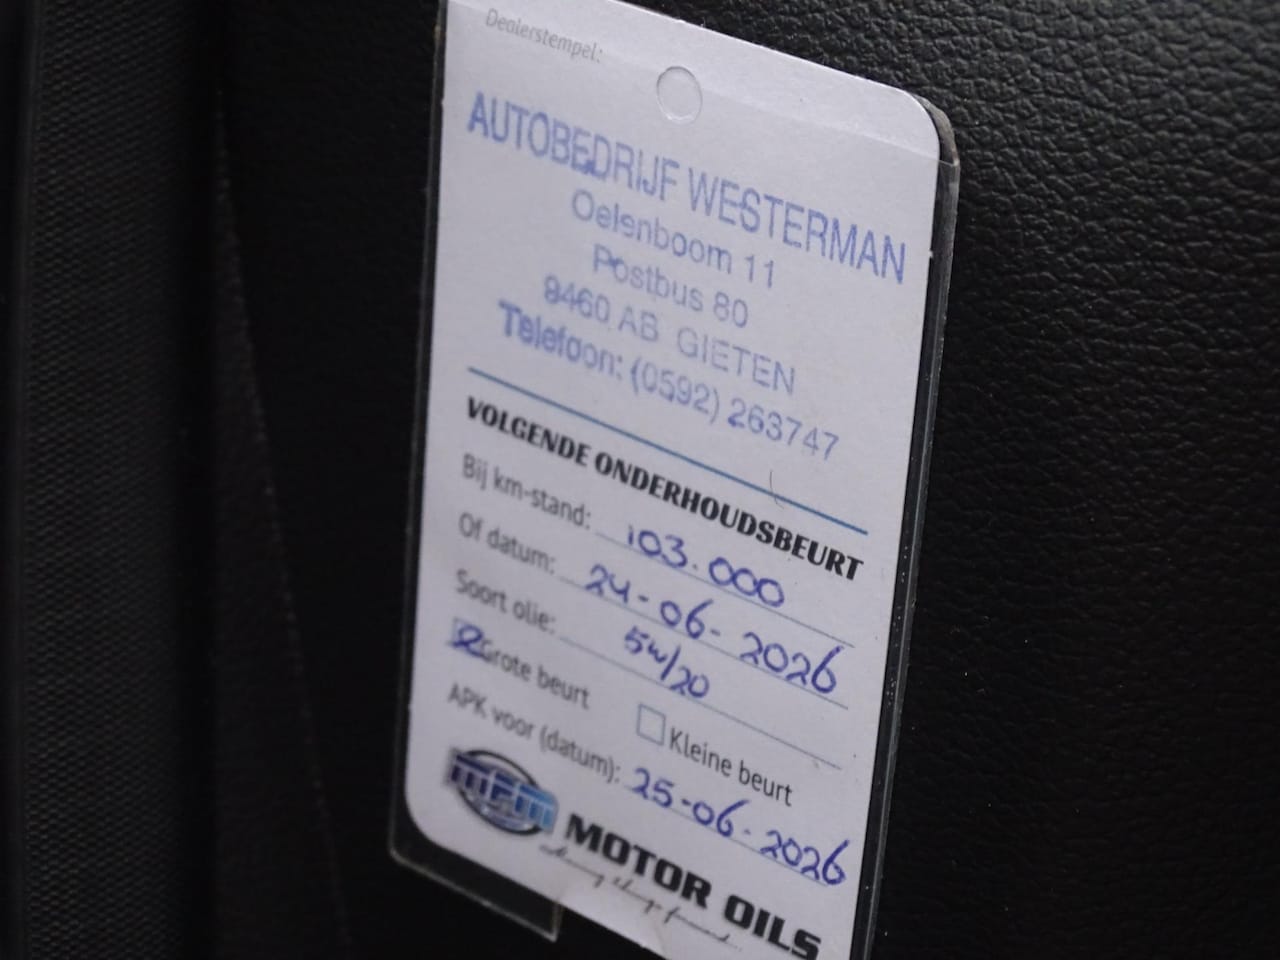 Dealerstempel:
AUTOBEDRIJF WESTERMAN
Oelenboom 11
Postbus 80
9460 AB GIETEN
Telefoon: (0592) 263747
VOLGENDE ONDERHOUDSBEURT
Bij km-stand: 103.000
Of datum: 24-06-2026
Soort olie: 5w/20
Grote beurt Kleine beurt
APK voor (datum): 25-06-2026
MPM MOTOR OILS